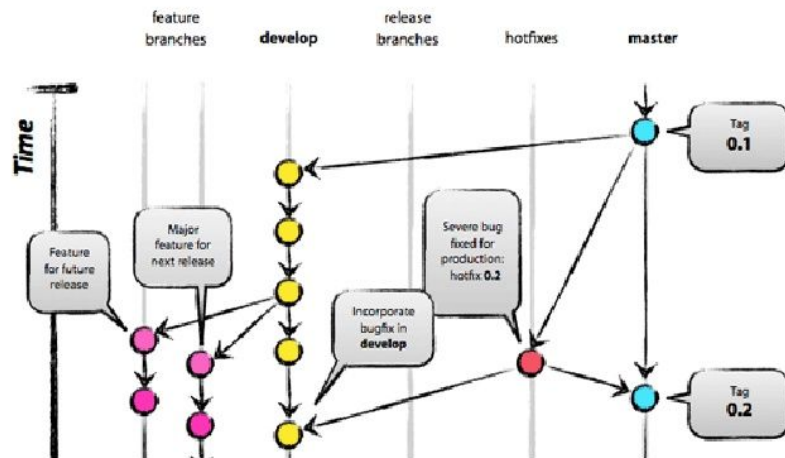 feature
branches
develop
release
branches
hotfixes
master
Time
Tag
0.1
Major
feature for
next release
Severe bug
fixed for
production:
hotfix 0.2
Feature
for future
release
Incorporate
bugfix in
develop
Tag
0.2